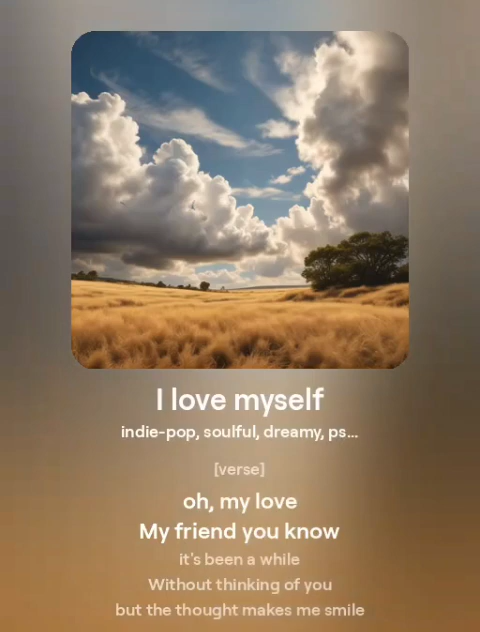 I love myself
indie-pop, soulful, dreamy, ps...
[verse]
oh, my love
My friend you know
it's been a while
Without thinking of you
but the thought makes me smile